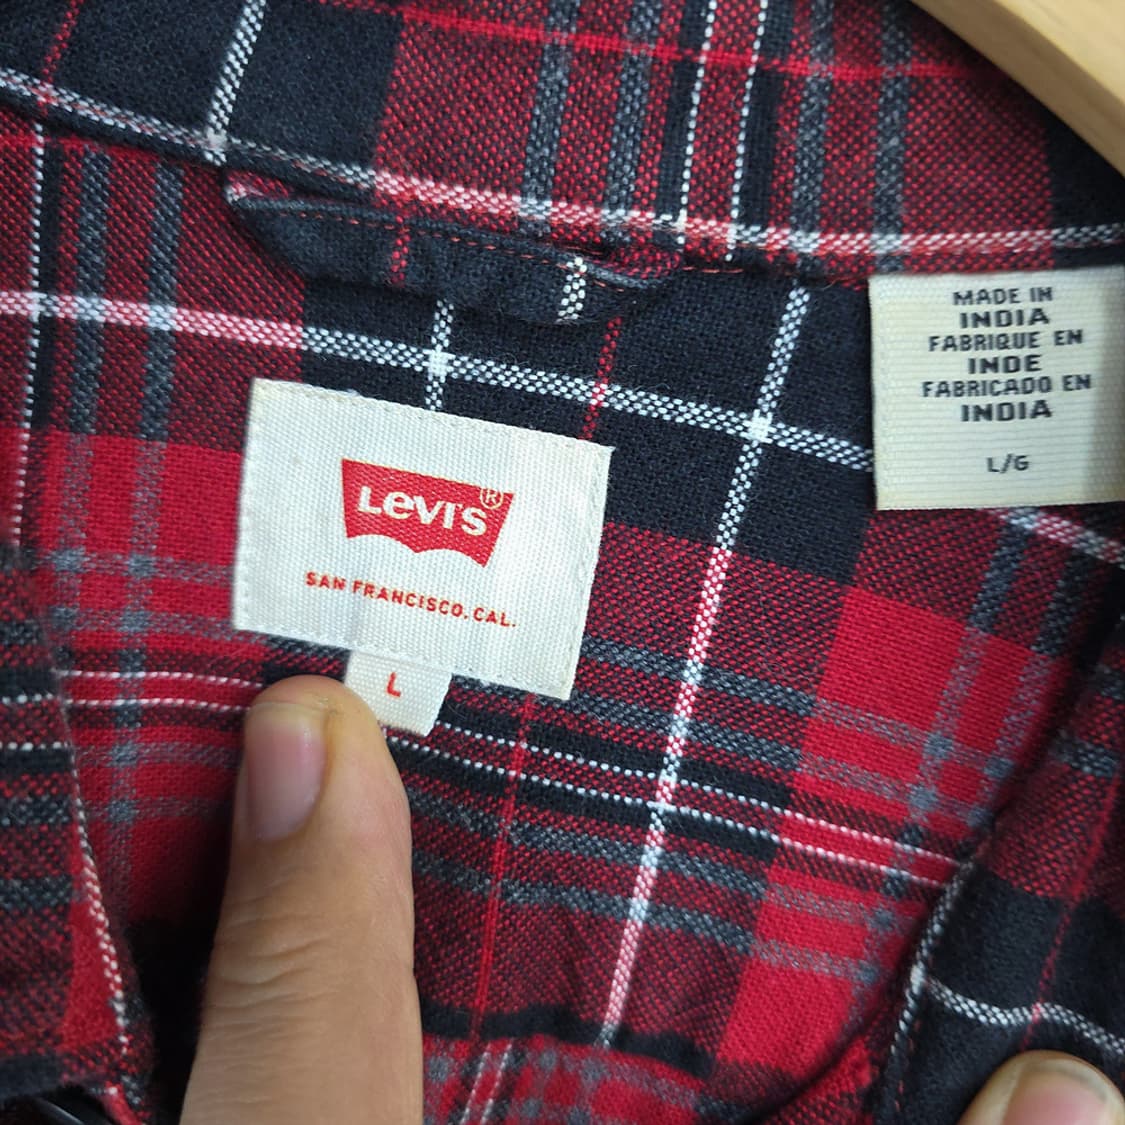 MADE IN
INDIA
FABRIQUE EN
INDE
FABRICADO EN
INDIA
L/G
LEVI'S®
SAN FRANCISCO, CAL.
L